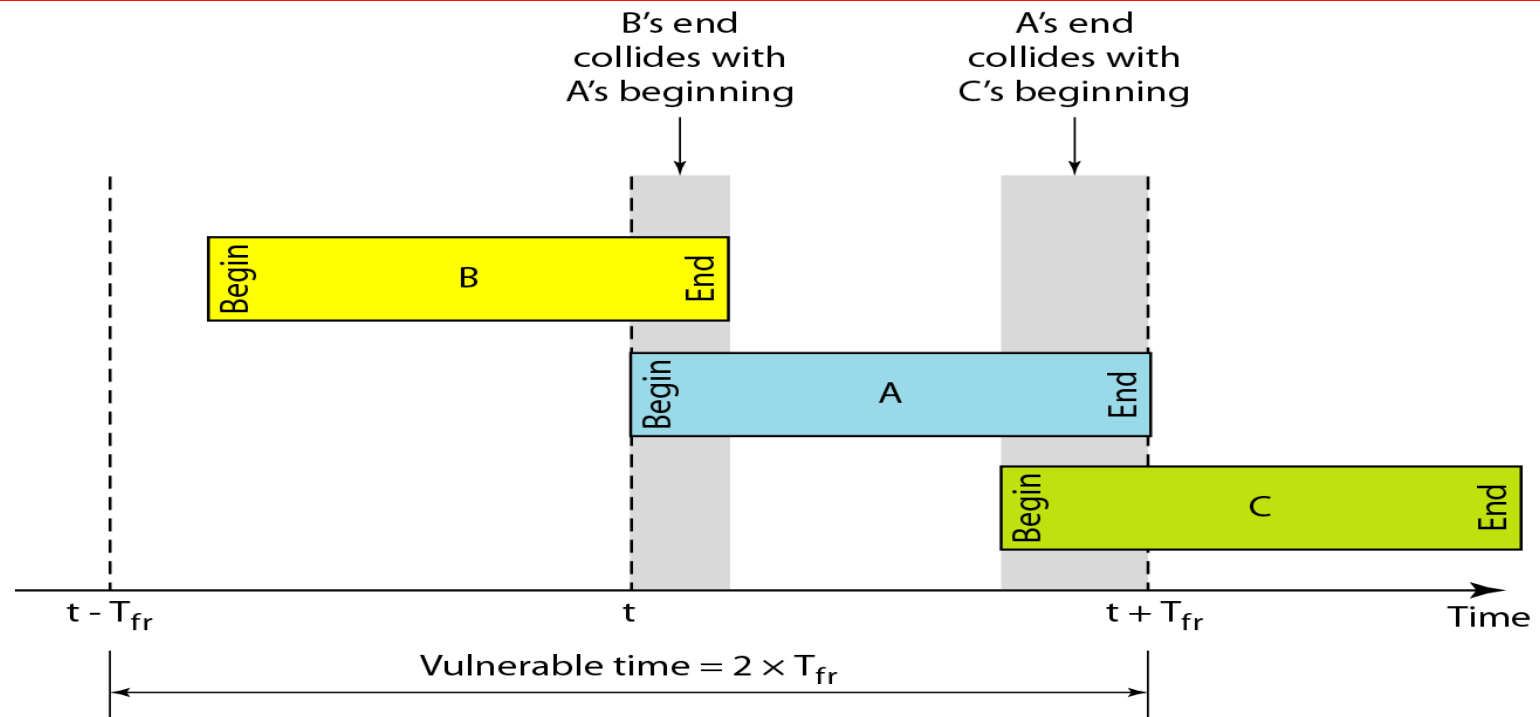 B’s end
collides with
A’s beginning
A’s end
collides with
C’s beginning
Begin
B
End
Begin
A
End
Begin
C
End
t - Tfr
t
t + Tfr
Time
Vulnerable time = 2 × Tfr